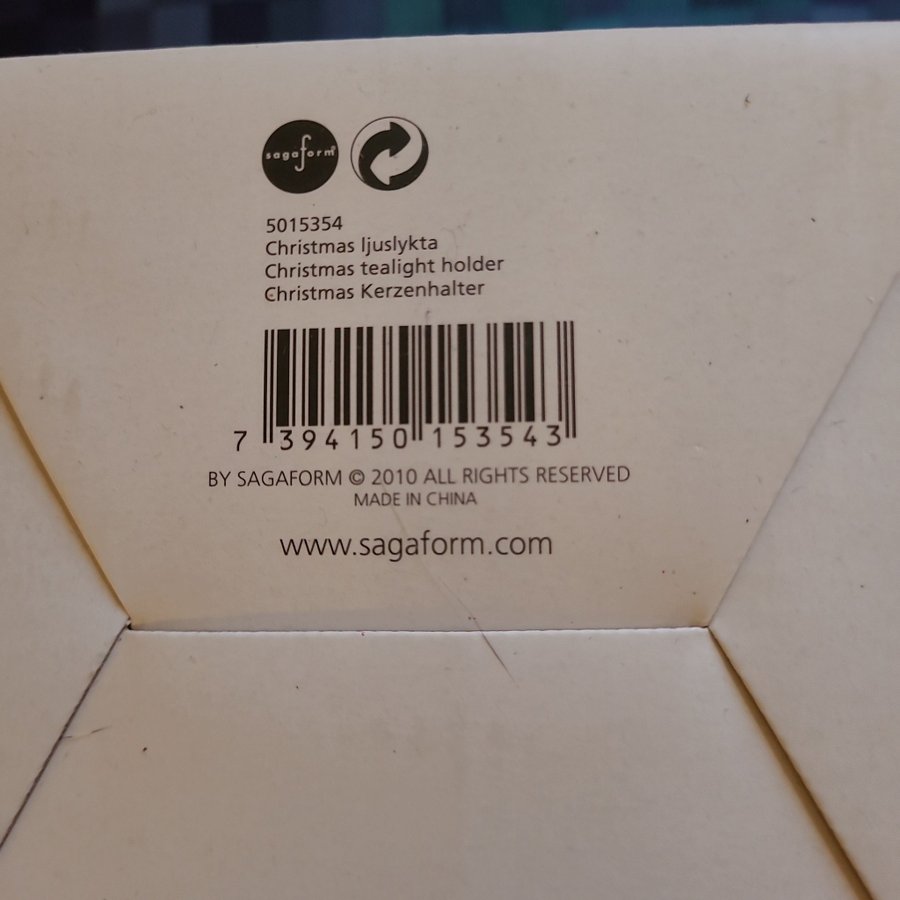 sagaform®
5015354
Christmas ljuslykta
Christmas tealight holder
Christmas Kerzenhalter
7 394150 153543
BY SAGAFORM © 2010 ALL RIGHTS RESERVED
MADE IN CHINA
www.sagaform.com